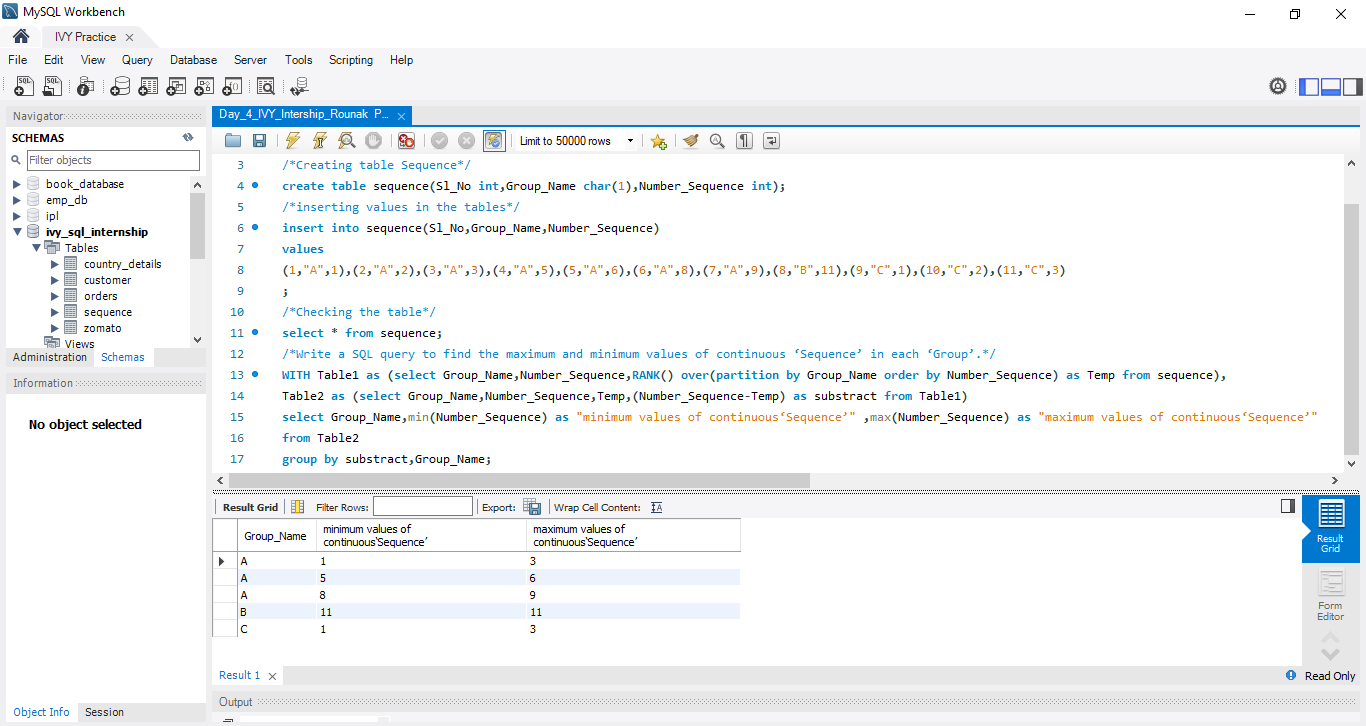 MySQL Workbench
IVY Practice
File Edit View Query Database Server Tools Scripting Help
Navigator
SCHEMAS
Filter objects
book_database
emp_db
ipl
ivy_sql_internship
Tables
country_details
customer
orders
sequence
zomato
Views
Administration Schemas
Information
No object selected
Object Info Session
Day_4_IVY_Intership_Rounak P...
Limit to 50000 rows
3 /*Creating table Sequence*/
4 create table sequence(Sl_No int,Group_Name char(1),Number_Sequence int);
5 /*inserting values in the tables*/
6 insert into sequence(Sl_No,Group_Name,Number_Sequence)
7 values
8 (1,"A",1),(2,"A",2),(3,"A",3),(4,"A",5),(5,"A",6),(6,"A",8),(7,"A",9),(8,"B",11),(9,"C",1),(10,"C",2),(11,"C",3)
9 ;
10 /*Checking the table*/
11 select * from sequence;
12 /*Write a SQL query to find the maximum and minimum values of continuous ‘Sequence’ in each ‘Group’.*/
13 WITH Table1 as (select Group_Name,Number_Sequence,RANK() over(partition by Group_Name order by Number_Sequence) as Temp from sequence),
14 Table2 as (select Group_Name,Number_Sequence,Temp,(Number_Sequence-Temp) as substract from Table1)
15 select Group_Name,min(Number_Sequence) as "minimum values of continuous‘Sequence’" ,max(Number_Sequence) as "maximum values of continuous‘Sequence’"
16 from Table2
17 group by substract,Group_Name;
Result Grid Filter Rows: Export: Wrap Cell Content:
Group_Name minimum values of continuous‘Sequence’ maximum values of continuous‘Sequence’
A 1 3
A 5 6
A 8 9
B 11 11
C 1 3
Result Grid
Form Editor
Result 1
Read Only
Output